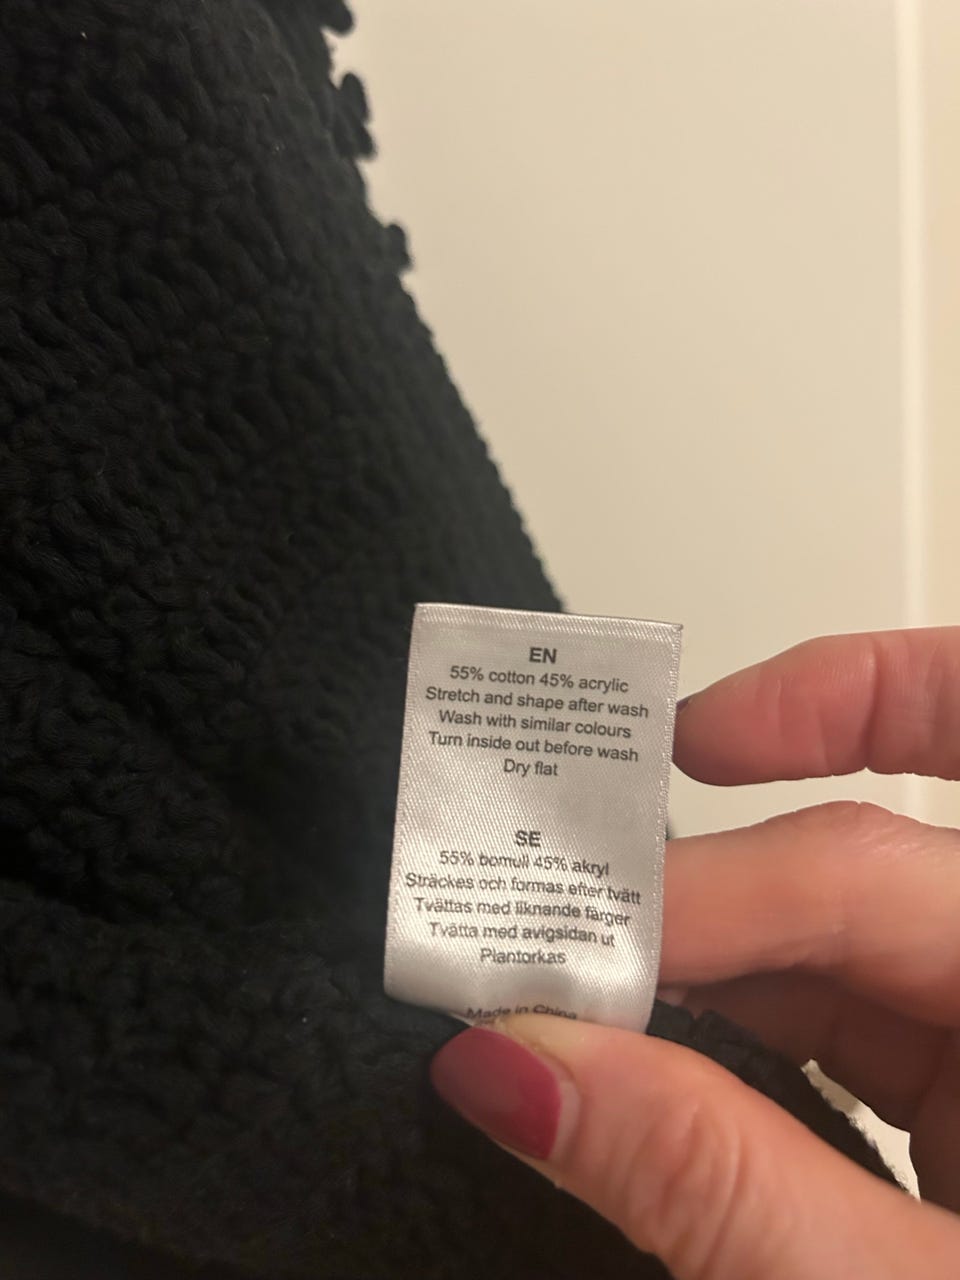 EN
55% cotton 45% acrylic
Stretch and shape after wash
Wash with similar colours
Turn inside out before wash
Dry flat
SE
55% bomull 45% akryl
Sträckes och formas efter tvätt
Tvättas med liknande färger
Tvätta med avigsidan ut
Plantorkas
Made in China